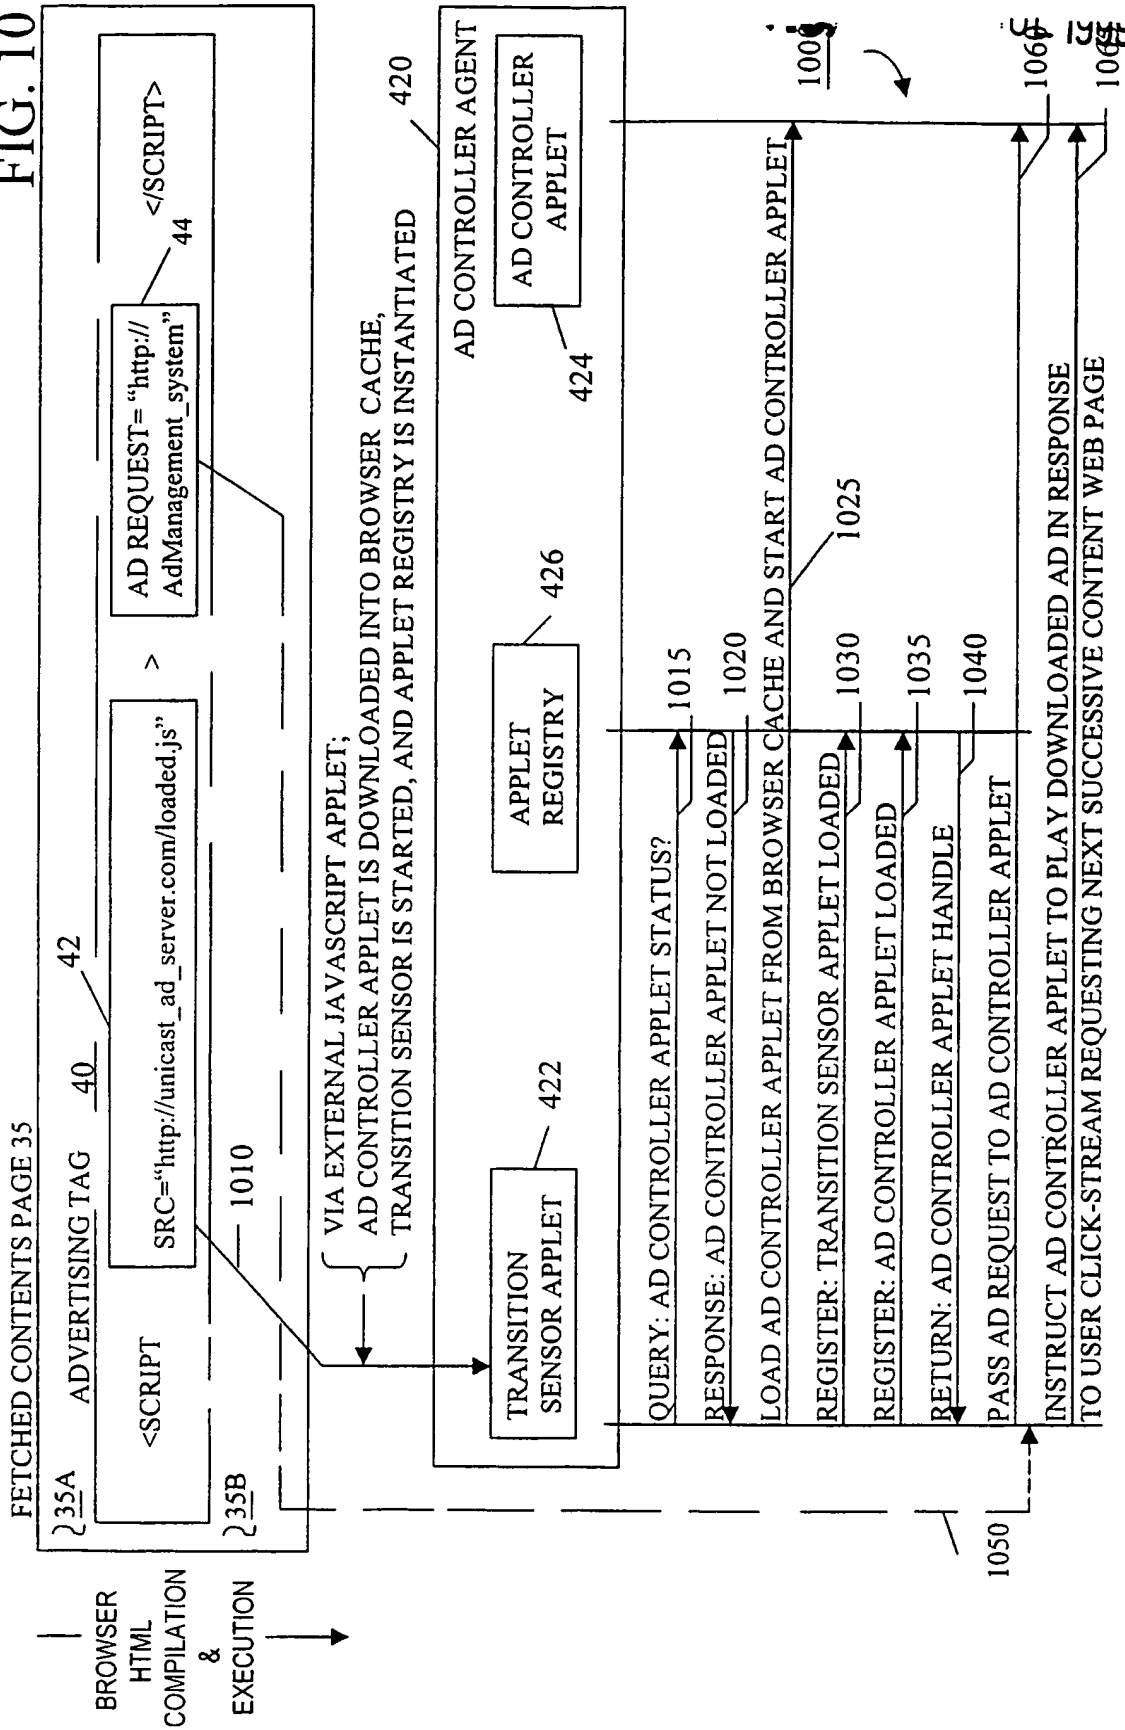 FIG. 10
FETCHED CONTENTS PAGE 35
35A
ADVERTISING TAG 40
42
<SCRIPT
SRC="http://unicast_ad_server.com/loaded.js"
>
AD REQUEST= "http://
AdManagement_system"
</SCRIPT>
44
35B
1010
BROWSER
HTML
COMPILATION
&
EXECUTION
VIA EXTERNAL JAVASCRIPT APPLET;
AD CONTROLLER APPLET IS DOWNLOADED INTO BROWSER CACHE,
TRANSITION SENSOR IS STARTED, AND APPLET REGISTRY IS INSTANTIATED
420
AD CONTROLLER AGENT
TRANSITION
SENSOR APPLET
422
APPLET
REGISTRY
426
AD CONTROLLER
APPLET
424
QUERY: AD CONTROLLER APPLET STATUS?
1015
RESPONSE: AD CONTROLLER APPLET NOT LOADED
1020
LOAD AD CONTROLLER APPLET FROM BROWSER CACHE AND START AD CONTROLLER APPLET
1025
REGISTER: TRANSITION SENSOR APPLET LOADED
1030
REGISTER: AD CONTROLLER APPLET LOADED
1035
RETURN: AD CONTROLLER APPLET HANDLE
1040
PASS AD REQUEST TO AD CONTROLLER APPLET
1060
INSTRUCT AD CONTROLLER APPLET TO PLAY DOWNLOADED AD IN RESPONSE
TO USER CLICK-STREAM REQUESTING NEXT SUCCESSIVE CONTENT WEB PAGE
1050